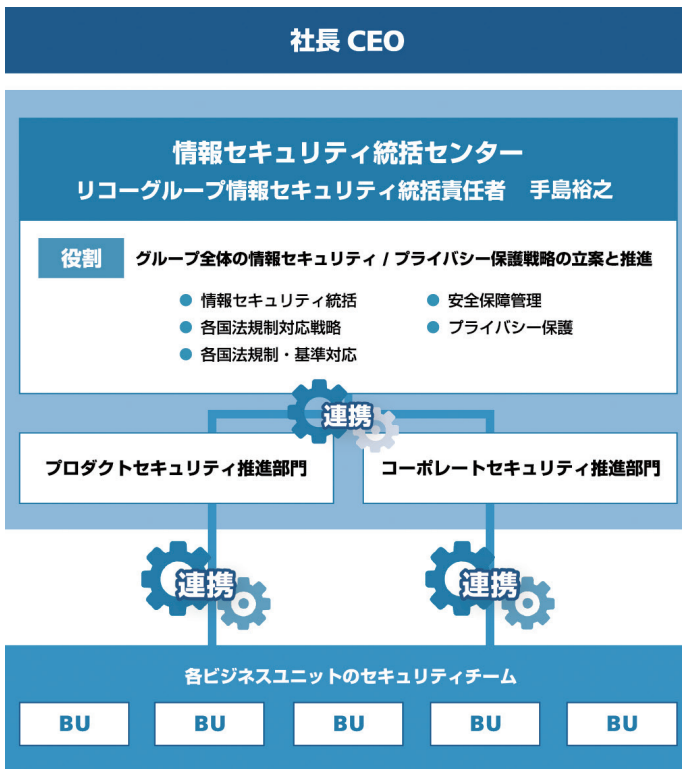 社長 CEO
情報セキュリティ統括センター
リコーグループ情報セキュリティ統括責任者　手島裕之
役割　グループ全体の情報セキュリティ / プライバシー保護戦略の立案と推進
● 情報セキュリティ統括
● 各国法規制対応戦略
● 各国法規制・基準対応
● 安全保障管理
● プライバシー保護
連携
プロダクトセキュリティ推進部門
コーポレートセキュリティ推進部門
連携
連携
各ビジネスユニットのセキュリティチーム
BU
BU
BU
BU
BU